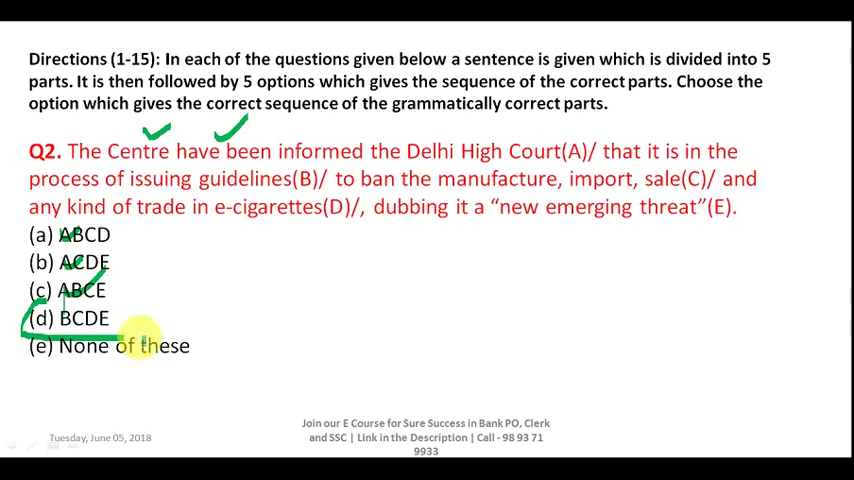 Directions (1-15): In each of the questions given below a sentence is given which is divided into 5
parts. It is then followed by 5 options which gives the sequence of the correct parts. Choose the
option which gives the correct sequence of the grammatically correct parts.
Q2. The Centre have been informed the Delhi High Court(A)/ that it is in the
process of issuing guidelines(B)/ to ban the manufacture, import, sale(C)/ and
any kind of trade in e-cigarettes(D)/, dubbing it a “new emerging threat”(E).
(a) ABCD
(b) ACDE
(c) ABCE
(d) BCDE
(e) None of these
Tuesday, June 05, 2018
Join our E Course for Sure Success in Bank PO, Clerk
and SSC | Link in the Description | Call - 98 93 71
9933